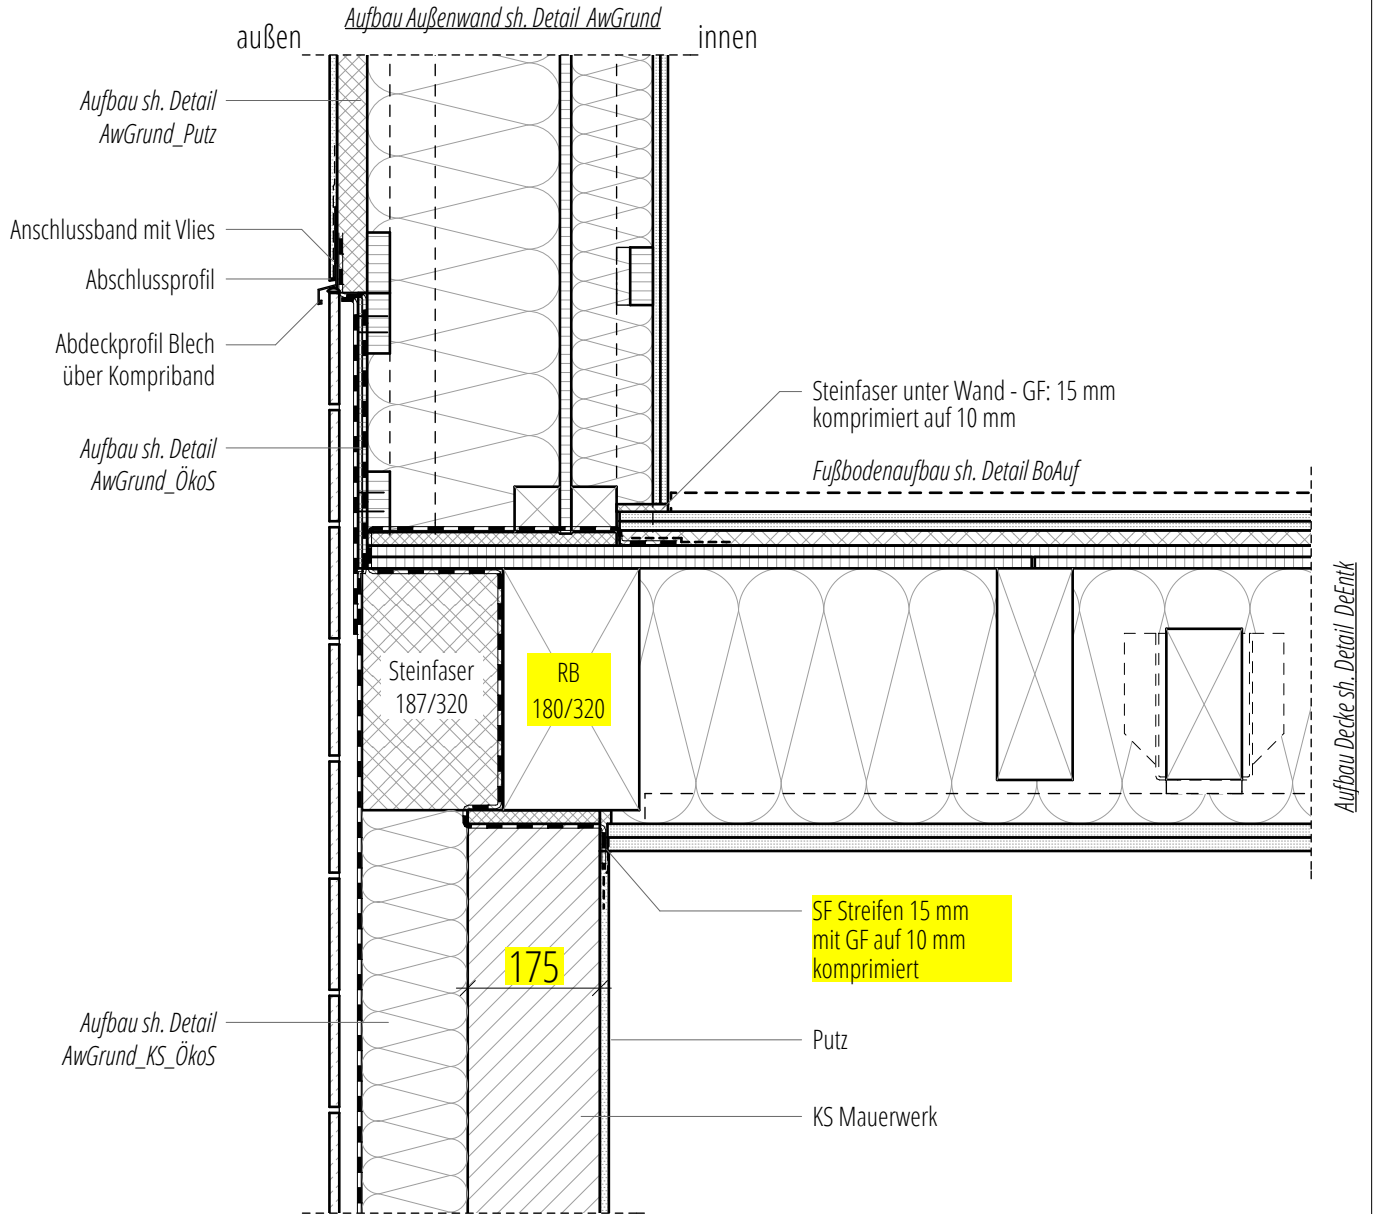 Aufbau Außenwand sh. Detail AwGrund
außen
innen
Aufbau sh. Detail
AwGrund_Putz
Anschlussband mit Vlies
Abschlussprofil
Abdeckprofil Blech
über Kompriband
Steinfaser unter Wand - GF: 15 mm
komprimiert auf 10 mm
Aufbau sh. Detail
AwGrund_ÖkoS
Fußbodenaufbau sh. Detail BoAuf
Aufbau Decke sh. Detail DeEntk
Steinfaser
187/320
RB
180/320
SF Streifen 15 mm
mit GF auf 10 mm
komprimiert
175
Aufbau sh. Detail
AwGrund_KS_ÖkoS
Putz
KS Mauerwerk